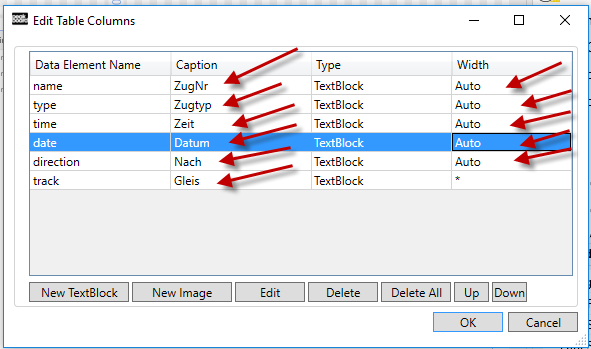 peak board Edit Table Columns
Data Element Name Caption Type Width
name ZugNr TextBlock Auto
type Zugtyp TextBlock Auto
time Zeit TextBlock Auto
date Datum TextBlock Auto
direction Nach TextBlock Auto
track Gleis TextBlock *
New TextBlock New Image Edit Delete Delete All Up Down
OK Cancel